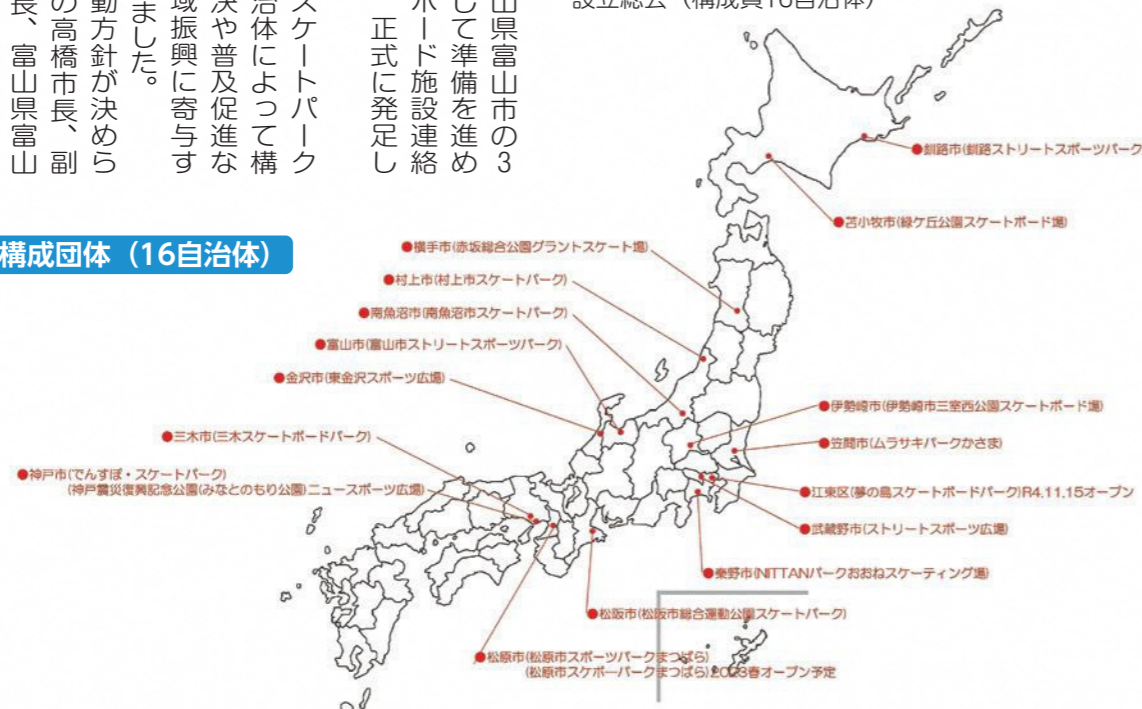 設立総会（構成員16自治体）
山県富山市の3
して準備を進め
ボード施設連絡
正式に発足し
スケートパーク
治体によって構
決や普及促進な
域振興に寄与す
ました。
動方針が決めら
の高橋市長、副
長、富山県富山
構成団体（16自治体）
●釧路市(釧路ストリートスポーツパーク
●苫小牧市(緑ケ丘公園スケートボード場)
●横手市(赤坂総合公園グラントスケート場)
●村上市(村上市スケートパーク)
●南魚沼市(南魚沼市スケートパーク)
●富山市(富山市ストリートスポーツパーク)
●金沢市(東金沢スポーツ広場)
●伊勢崎市(伊勢崎市三室西公園スケートボード場)
●三木市(三木スケートボードパーク)
●笠間市(ムラサキパークかさま)
●神戸市(でんすぽ・スケートパーク)
(神戸震災復興記念公園(みなとのもり公園)ニュースポーツ広場)
●江東区(夢の島スケートボードパーク)R4.11.15オープン
●武蔵野市(ストリートスポーツ広場)
●秦野市(NITTANパークおおねスケーティング場)
●松阪市(松阪市総合運動公園スケートパーク)
●松原市(松原市スポーツパークまつばら)
(松原市スケボーパークまつばら)2023春オープン予定